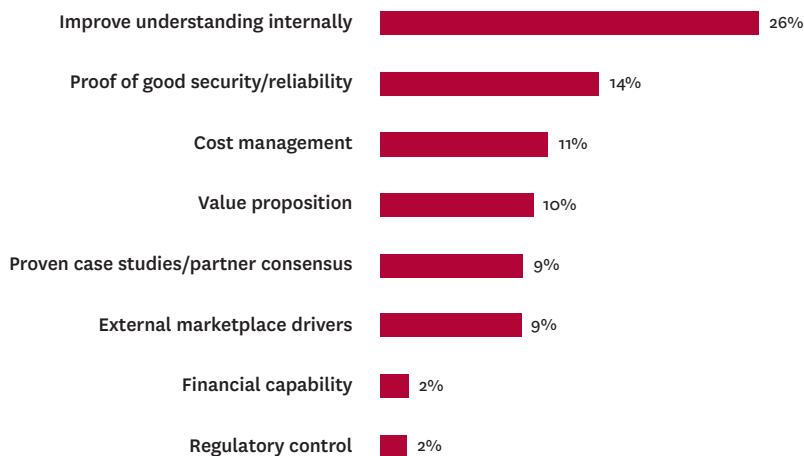 Improve understanding internally 26%
Proof of good security/reliability 14%
Cost management 11%
Value proposition 10%
Proven case studies/partner consensus 9%
External marketplace drivers 9%
Financial capability 2%
Regulatory control 2%